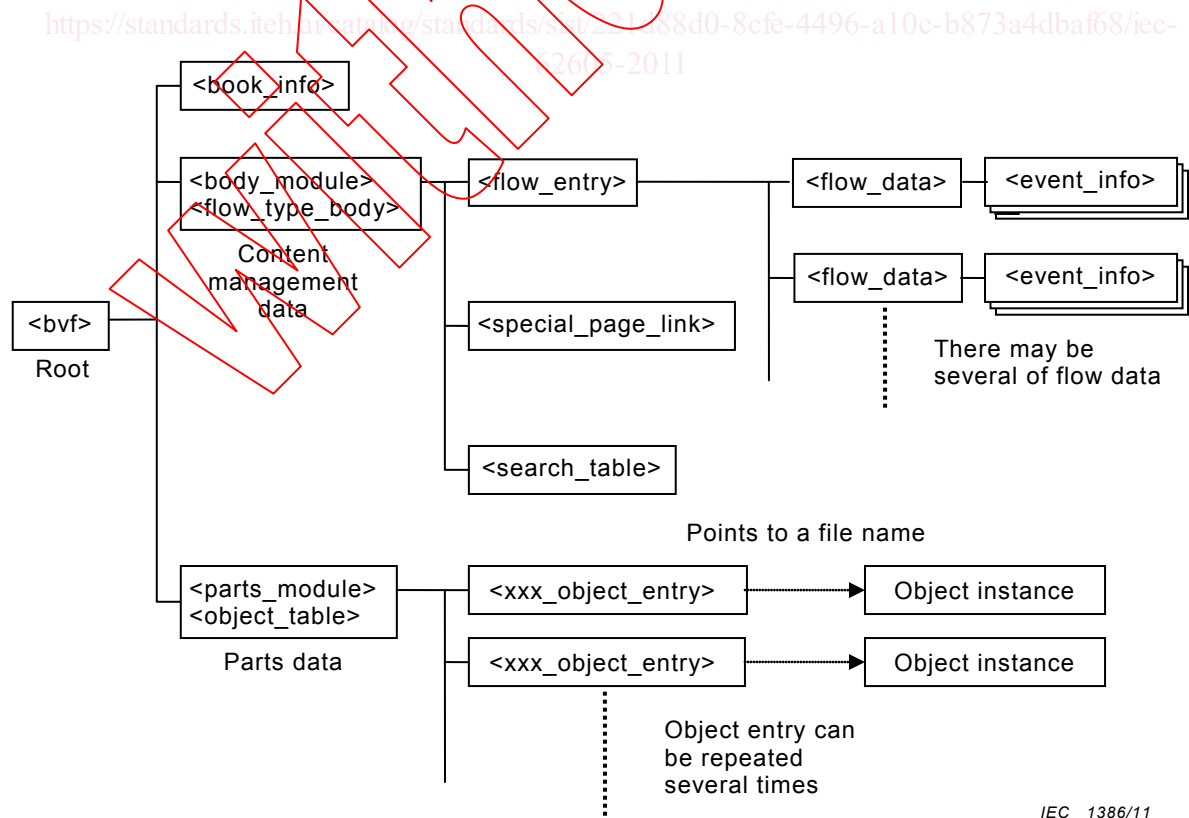 https://standards.iteh.ai/catalog/standards/sist/221d88d0-8cfe-4496-a10c-b873a4dbaf68/iec-
62605-2011
<book_info>
<body_module>
<flow_type_body>
Content
management
data
<flow_entry>
<flow_data>
<event_info>
<flow_data>
<event_info>
There may be
several of flow data
<bvf>
Root
<special_page_link>
<search_table>
Points to a file name
<parts_module>
<object_table>
Parts data
<xxx_object_entry>
Object instance
<xxx_object_entry>
Object instance
Object entry can
be repeated
several times
IEC 1386/11